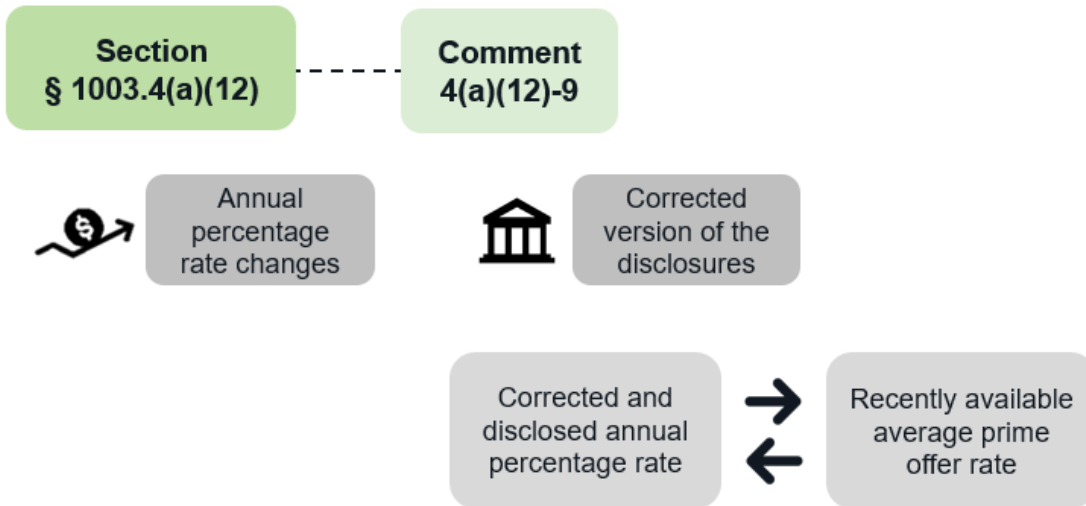 Section
§ 1003.4(a)(12)
Comment
4(a)(12)-9
$
Annual
percentage
rate changes
Corrected
version of the
disclosures
Corrected and
disclosed annual
percentage rate
Recently available
average prime
offer rate